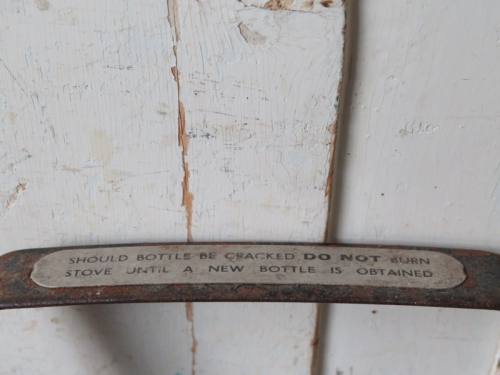 SHOULD BOTTLE BE CRACKED DO NOT BURN
STOVE UNTIL A NEW BOTTLE IS OBTAINED